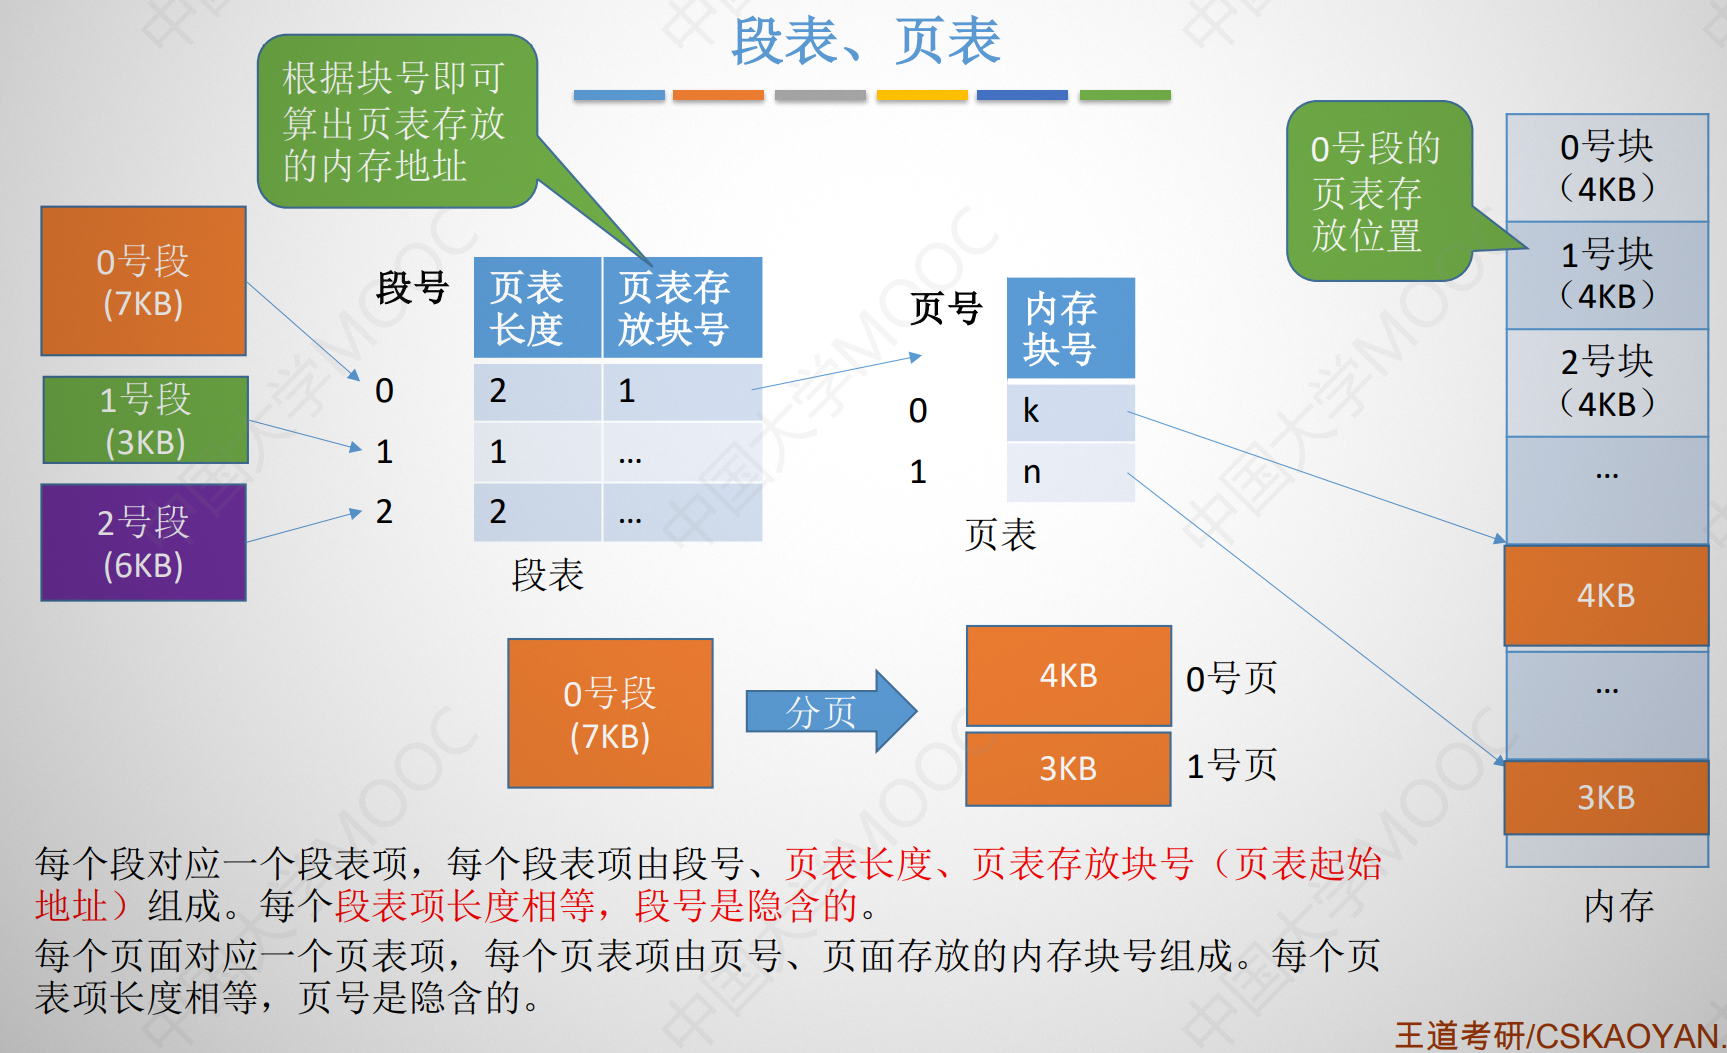 段表、页表
根据块号即可
算出页表存放
的内存地址
0号段的
页表存
放位置
0号块
（4KB）
1号块
（4KB）
2号块
（4KB）
...
4KB
...
3KB
内存
0号段
(7KB)
1号段
(3KB)
2号段
(6KB)
段号 页表长度 页表存放块号
0 2 1
1 1 ...
2 2 ...
段表
页号 内存块号
0 k
1 n
页表
0号段
(7KB)
分页
4KB 0号页
3KB 1号页
每个段对应一个段表项，每个段表项由段号、页表长度、页表存放块号（页表起始
地址）组成。每个段表项长度相等，段号是隐含的。
每个页面对应一个页表项，每个页表项由页号、页面存放的内存块号组成。每个页
表项长度相等，页号是隐含的。
王道考研/CSKAOYAN.
中国大学MOOC